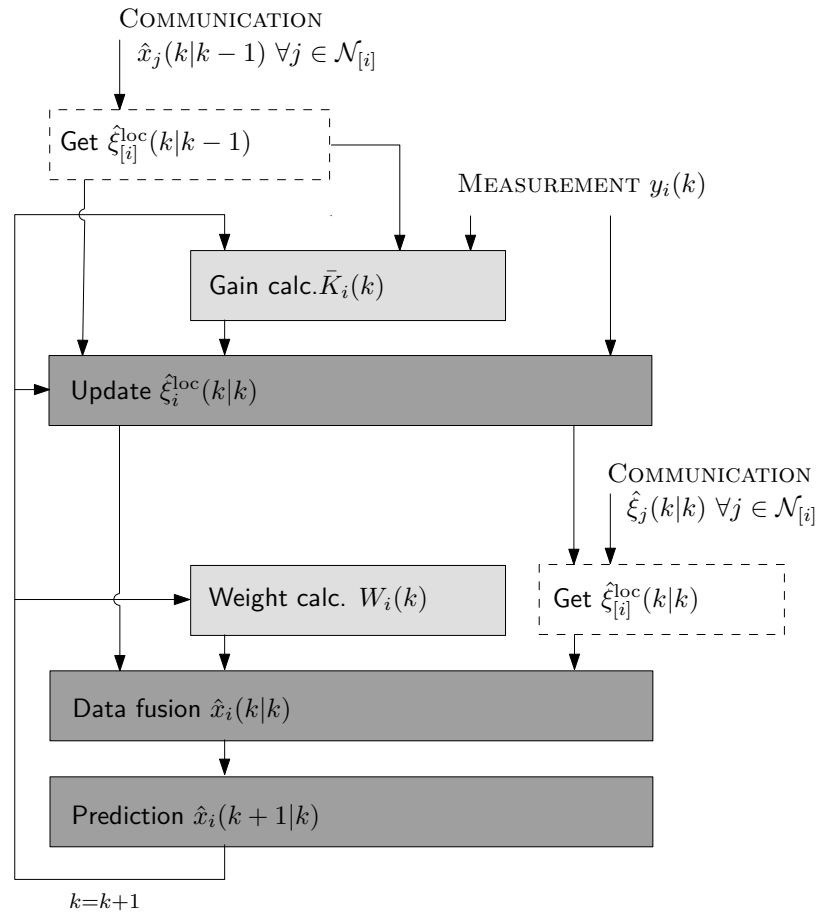 COMMUNICATION
x̂_j(k|k − 1) ∀j ∈ 𝒩_[i]
Get ξ̂^loc_[i](k|k − 1)
MEASUREMENT y_i(k)
Gain calc.K̄_i(k)
Update ξ̂^loc_i(k|k)
COMMUNICATION
ξ̂_j(k|k) ∀j ∈ 𝒩_[i]
Weight calc. W_i(k)
Get ξ̂^loc_[i](k|k)
Data fusion x̂_i(k|k)
Prediction x̂_i(k + 1|k)
k=k+1